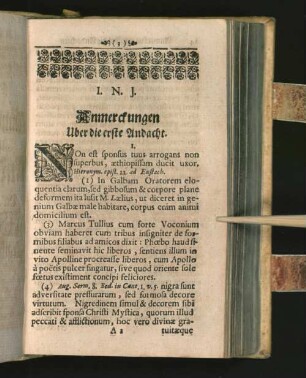 ( 1 )
I. N. J.
Anmerckungen
Uber die erste Andacht.
I.
NOn est sponsus tuus arrogans non
superbus, æthiopissam ducit uxor.
Hieronym. epist. 22. ad Eustoch.
(2) In Galbam Oratorem elo-
quentia clarum, sed gibbosum & corpore plane
deformem ita lusit M. Lælius, ut diceret in ge-
nium Galbæ male habitare, corpus enim animi
domicilium est.
(3) Marcus Tullius cum forte Voconium
obviam haberet cum tribus insigniter de for-
mibus filiabus ad amicos dixit: Phœbo haud si-
nente seminavit hic liberos, sentiens illum in-
vito Apolline procreasse liberos, cum Apollo
à poëtis pulcer fingatur, sive quod oriente sole
fœtus existiment concipi feliciores.
(4) Aug. Serm. 8. Sed. in Cant. 1. v. 5. nigra sunt
adversitate pressurarum, sed formosa decore
virtutum. Nigredinem simul & decorem sibi
adscribit sponsa Christi Mystica, quorum illud
peccati & afflictionum, hoc vero divinæ gra-
A 2 tuitæque